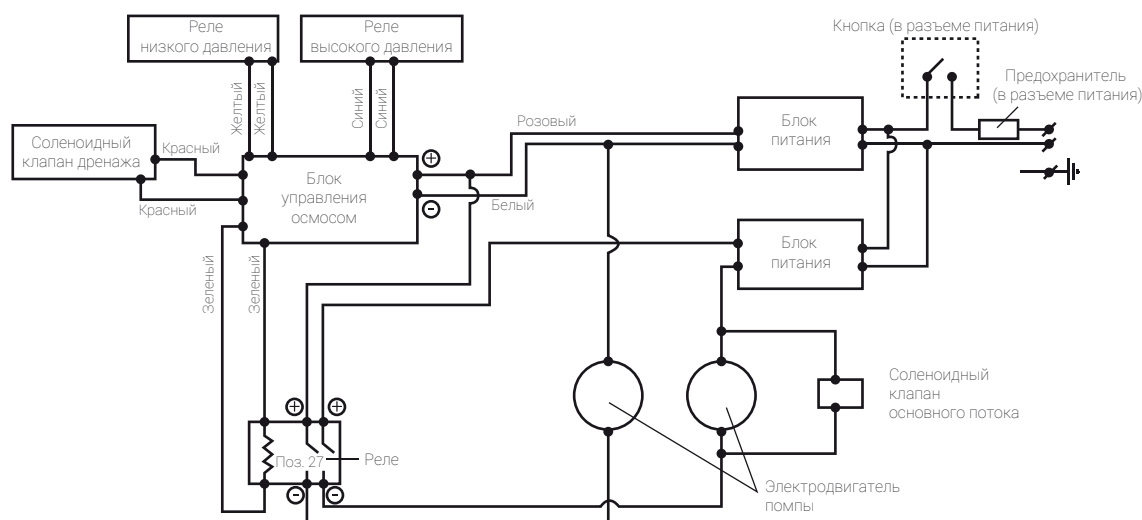 Реле
низкого давления
Реле
высокого давления
Кнопка (в разъеме питания)
Предохранитель
(в разъеме питания)
Желтый
Желтый
Синий
Синий
Розовый
Блок
питания
Соленоидный
клапан дренажа
Красный
Красный
Блок
управления
осмосом
+
-
Белый
Блок
питания
Зеленый
Зеленый
Соленоидный
клапан
основного потока
+
+
Поз. 27
Реле
-
-
Электродвигатель
помпы